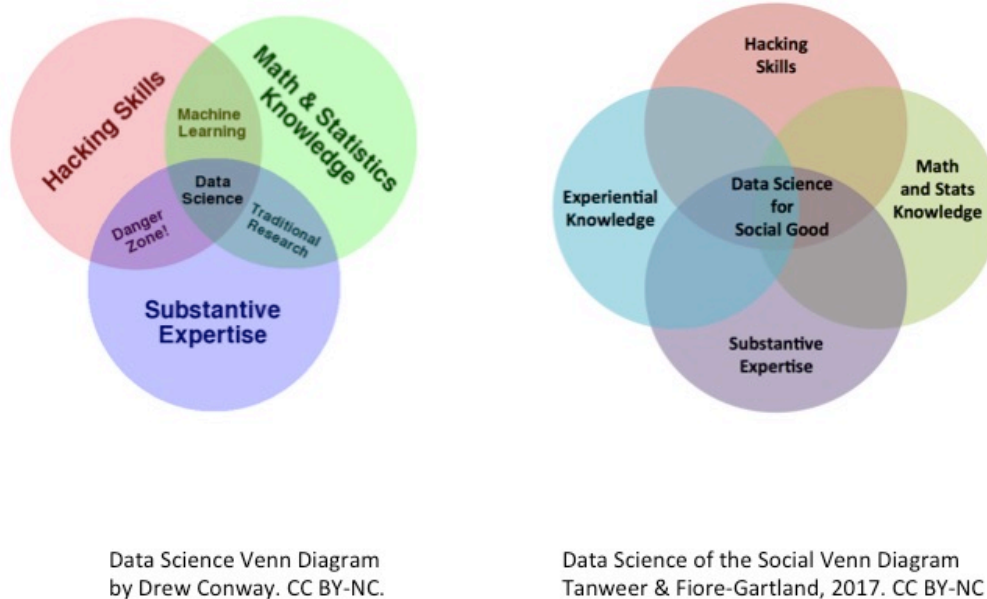 Hacking Skills
Math & Statistics
Knowledge
Machine
Learning
Data
Science
Danger
Zone!
Traditional
Research
Substantive
Expertise
Data Science Venn Diagram
by Drew Conway. CC BY-NC.
Hacking
Skills
Experiential
Knowledge
Data Science
for
Social Good
Math
and Stats
Knowledge
Substantive
Expertise
Data Science of the Social Venn Diagram
Tanweer & Fiore-Gartland, 2017. CC BY-NC